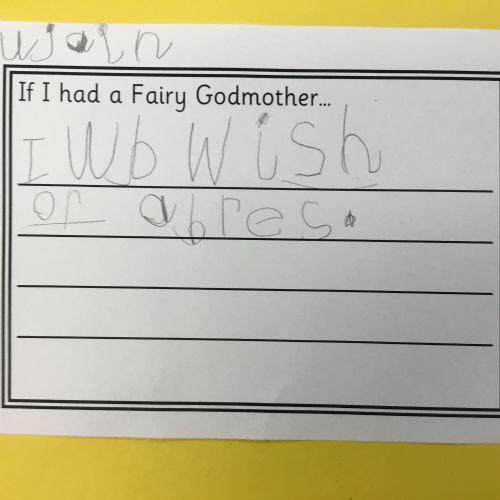 If I had a Fairy Godmother...
I Wb Wish
or abres.